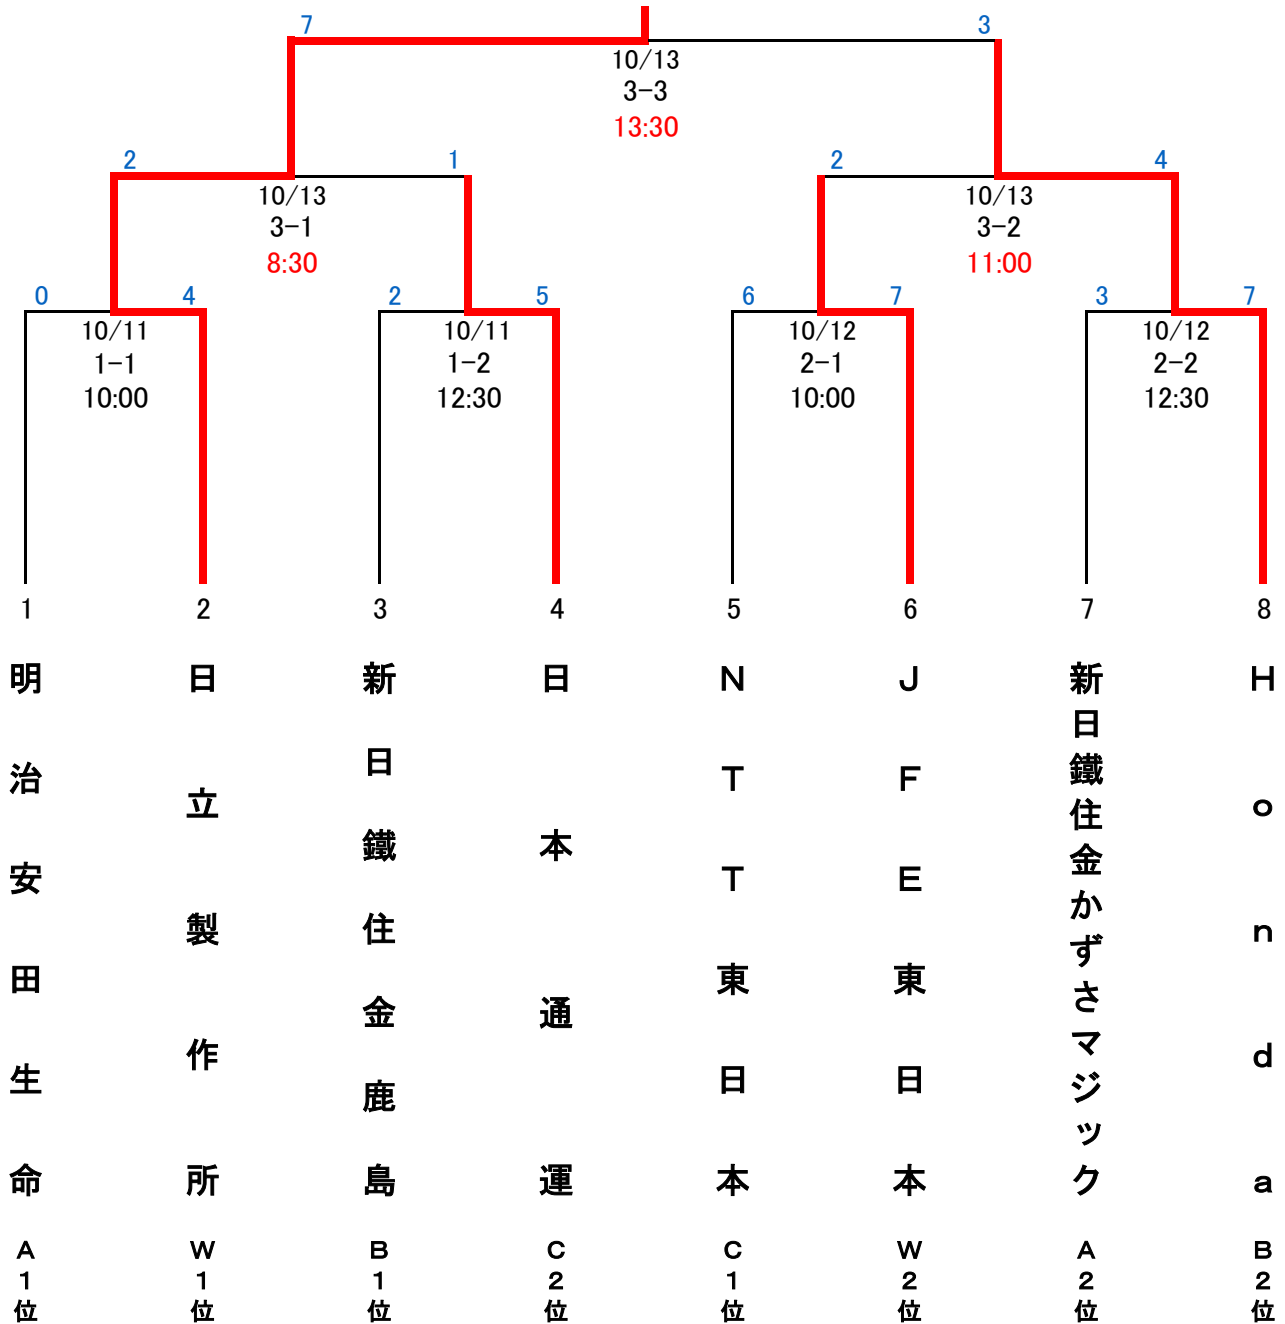 7 3
10/13
3-3
13:30
2 1 2 4
10/13 10/13
3-1 3-2
8:30 11:00
0 4 2 5 6 7 3 7
10/11 10/11 10/12 10/12
1-1 1-2 2-1 2-2
10:00 12:30 10:00 12:30
1 2 3 4 5 6 7 8
明治安田生命
日立製作所
新日鐵住金鹿島
日本通運
NTT東日本
JFE東日本
新日鐵住金かずさマジック
Honda
A1位
W1位
B1位
C2位
C1位
W2位
A2位
B2位